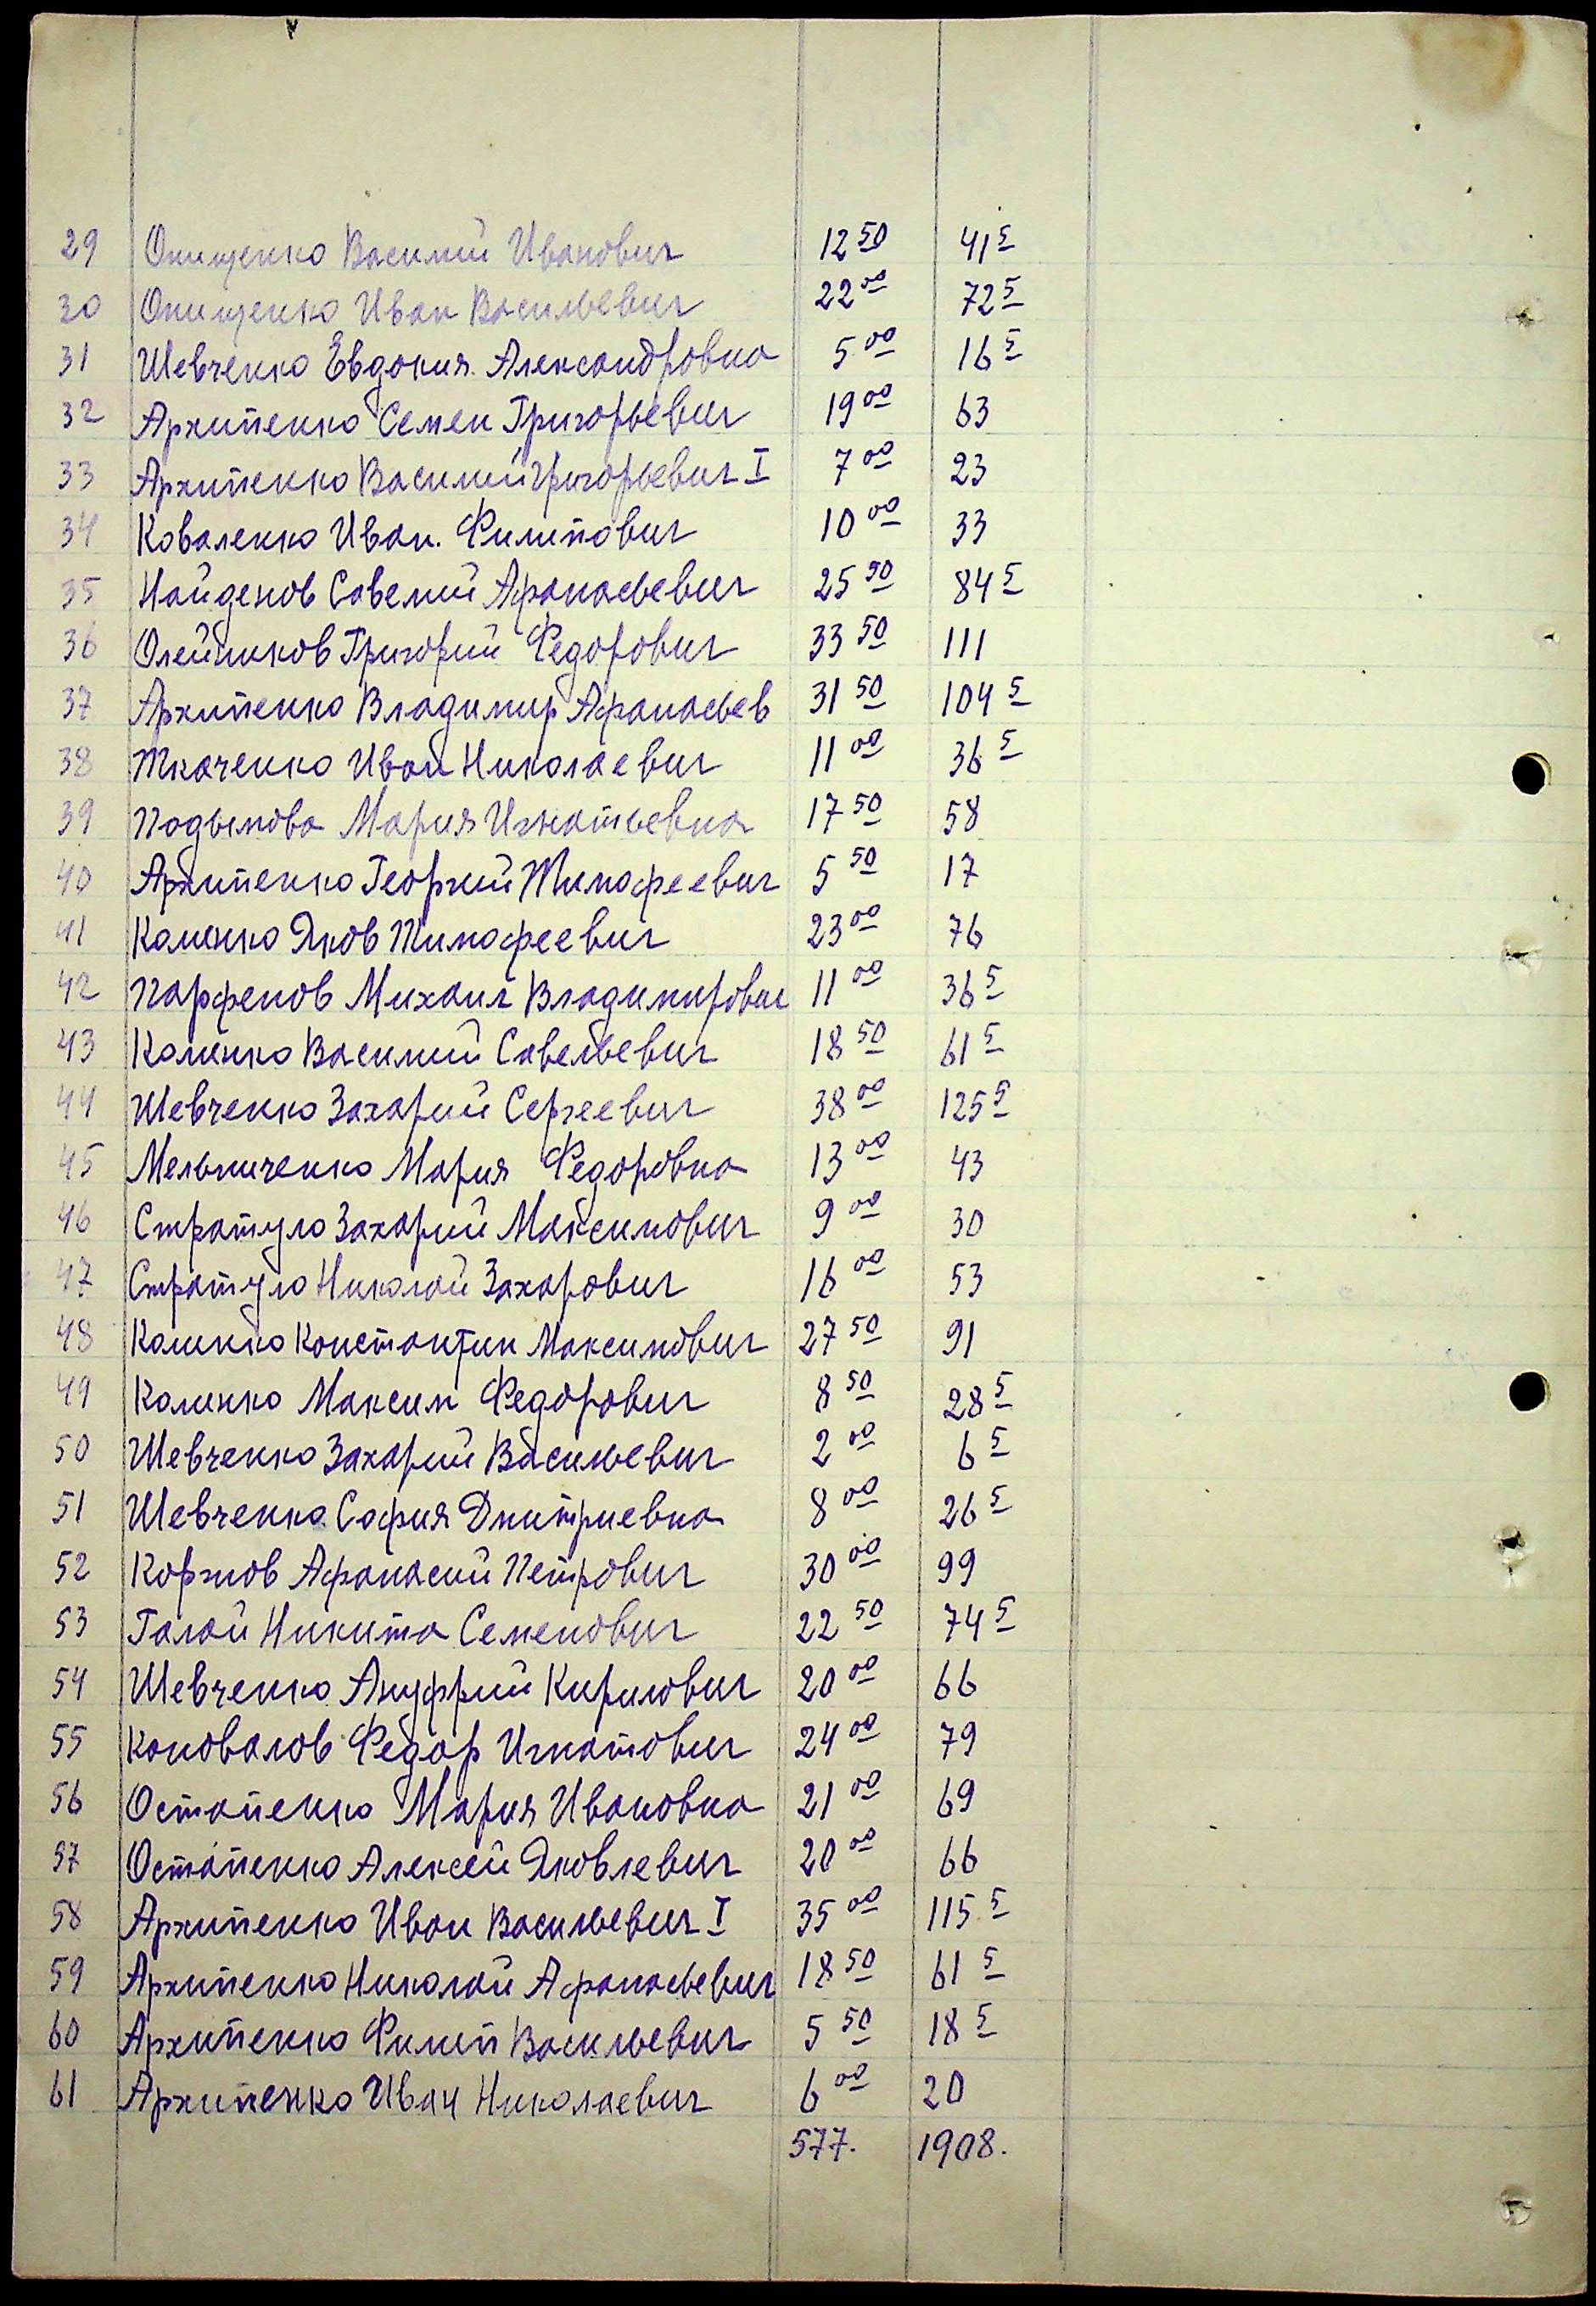 29 Онищенко Василий Иванович 12 50 41 5
30 Онищенко Иван Васильевич 22 00 72 5
31 Шевченко Евдокия Александровна 5 00 16 5
32 Архипенко Семен Григорьевич 19 00 63
33 Архипенко Василий Григорьевич I 7 00 23
34 Коваленко Иван. Филипович 10 00 33
35 Найденов Савелий Афанасьевич 25 50 84 5
36 Олейников Григорий Федорович 33 50 111
37 Архипенко Владимир Афанасьев 31 50 104 5
38 Ткаченко Иван Николаевич 11 00 36 5
39 Подымова Мария Игнатьевна 17 50 58
40 Архипенко Георгий Тимофеевич 5 50 17
41 Каленко Яков Тимофеевич 23 00 76
42 Парфенов Михаил Владимирович 11 00 36 5
43 Каленко Василий Савельевич 18 50 61 5
44 Шевченко Захарий Сергеевич 38 00 125 5
45 Мельниченко Мария Федоровна 13 00 43
46 Стратула Захарий Максимович 9 00 30
47 Стратула Николай Захарович 16 00 53
48 Каленко Константин Максимович 27 50 91
49 Каленко Максим Федорович 8 50 28 5
50 Шевченко Захарий Васильевич 2 00 6 5
51 Шевченко София Дмитриевна 8 00 26 5
52 Коржов Афанасий Петрович 30 00 99
53 Галай Никита Семенович 22 50 74 5
54 Шевченко Ануфрий Кирилович 20 00 66
55 Коновалов Федор Игнатович 24 00 79
56 Остапенко Мария Ивановна 21 00 69
57 Остапенко Алексей Яковлевич 20 00 66
58 Архипенко Иван Васильевич I 35 00 115 5
59 Архипенко Николай Афанасьевич 18 50 61 5
60 Архипенко Филип Васильевич 5 50 18 5
61 Архипенко Иван Николаевич 6 00 20
577. 1908.